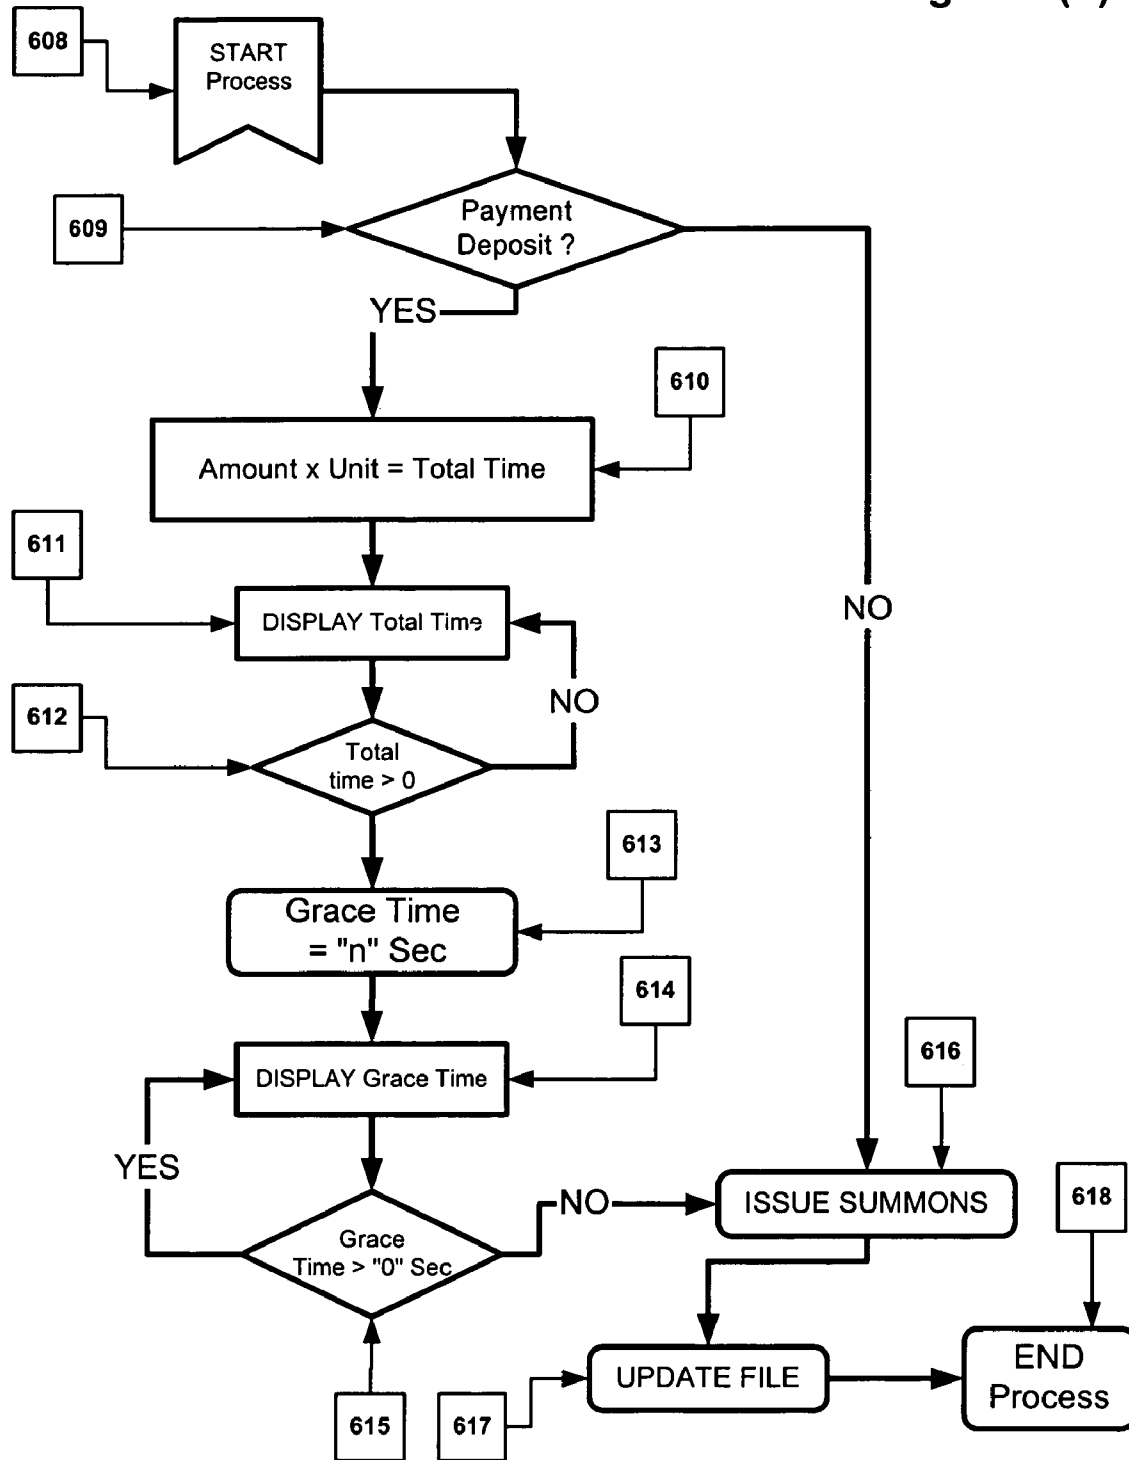 608
START
Process
609
Payment
Deposit ?
YES
610
Amount x Unit = Total Time
611
DISPLAY Total Time
NO
NO
612
Total
time > 0
613
Grace Time
= "n" Sec
614
DISPLAY Grace Time
616
YES
ISSUE SUMMONS
618
NO
Grace
Time > "0" Sec
END
Process
UPDATE FILE
615
617